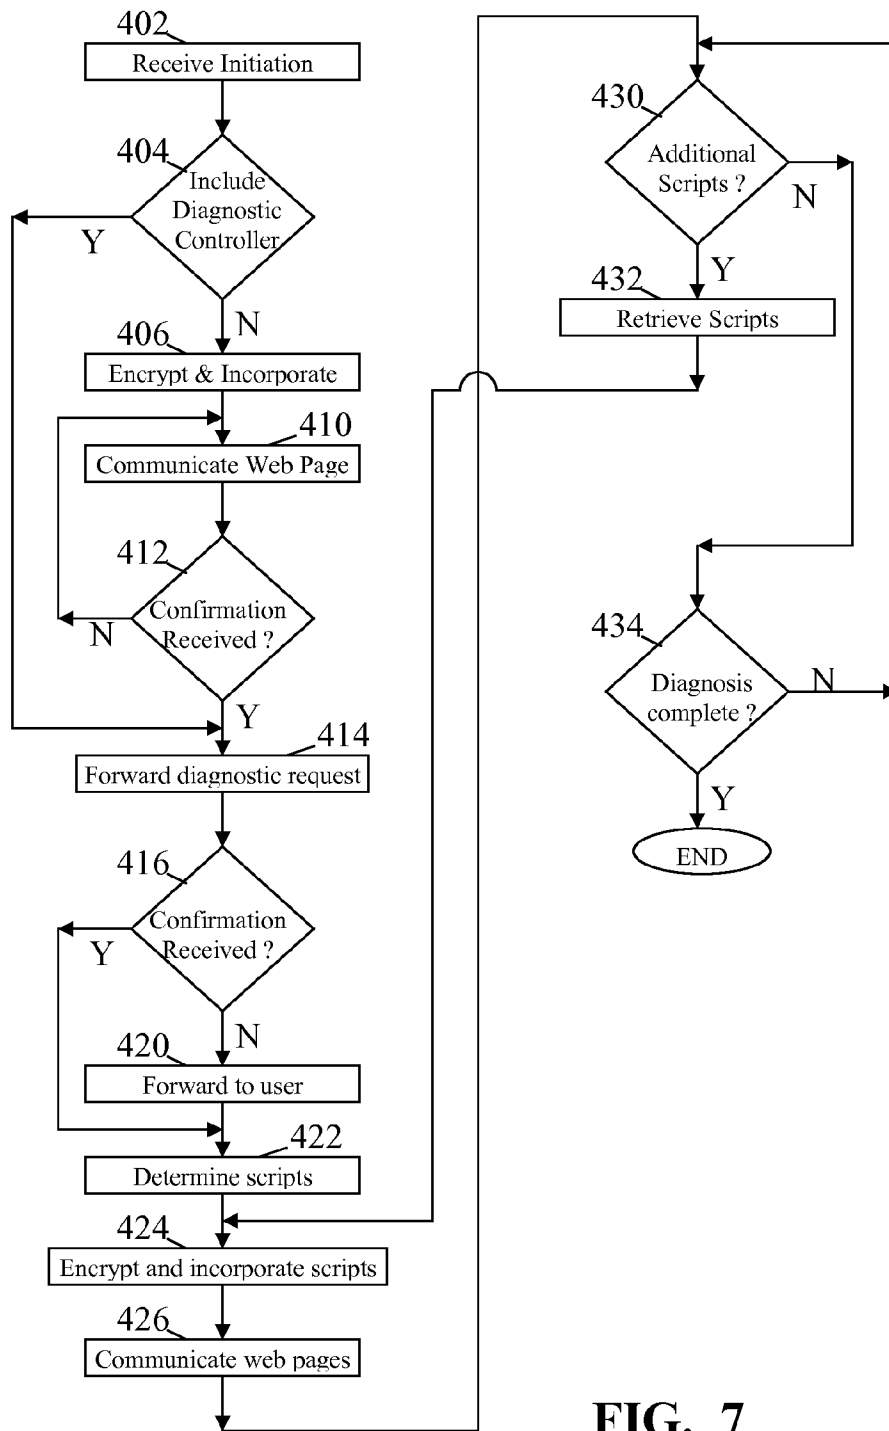 402
Receive Initiation
404
Include
Diagnostic
Controller
Y
N
406
Encrypt & Incorporate
410
Communicate Web Page
412
Confirmation
Received ?
N
Y
414
Forward diagnostic request
416
Confirmation
Received ?
Y
N
420
Forward to user
422
Determine scripts
424
Encrypt and incorporate scripts
426
Communicate web pages
430
Additional
Scripts ?
N
Y
432
Retrieve Scripts
434
Diagnosis
complete ?
N
Y
END
FIG. 7